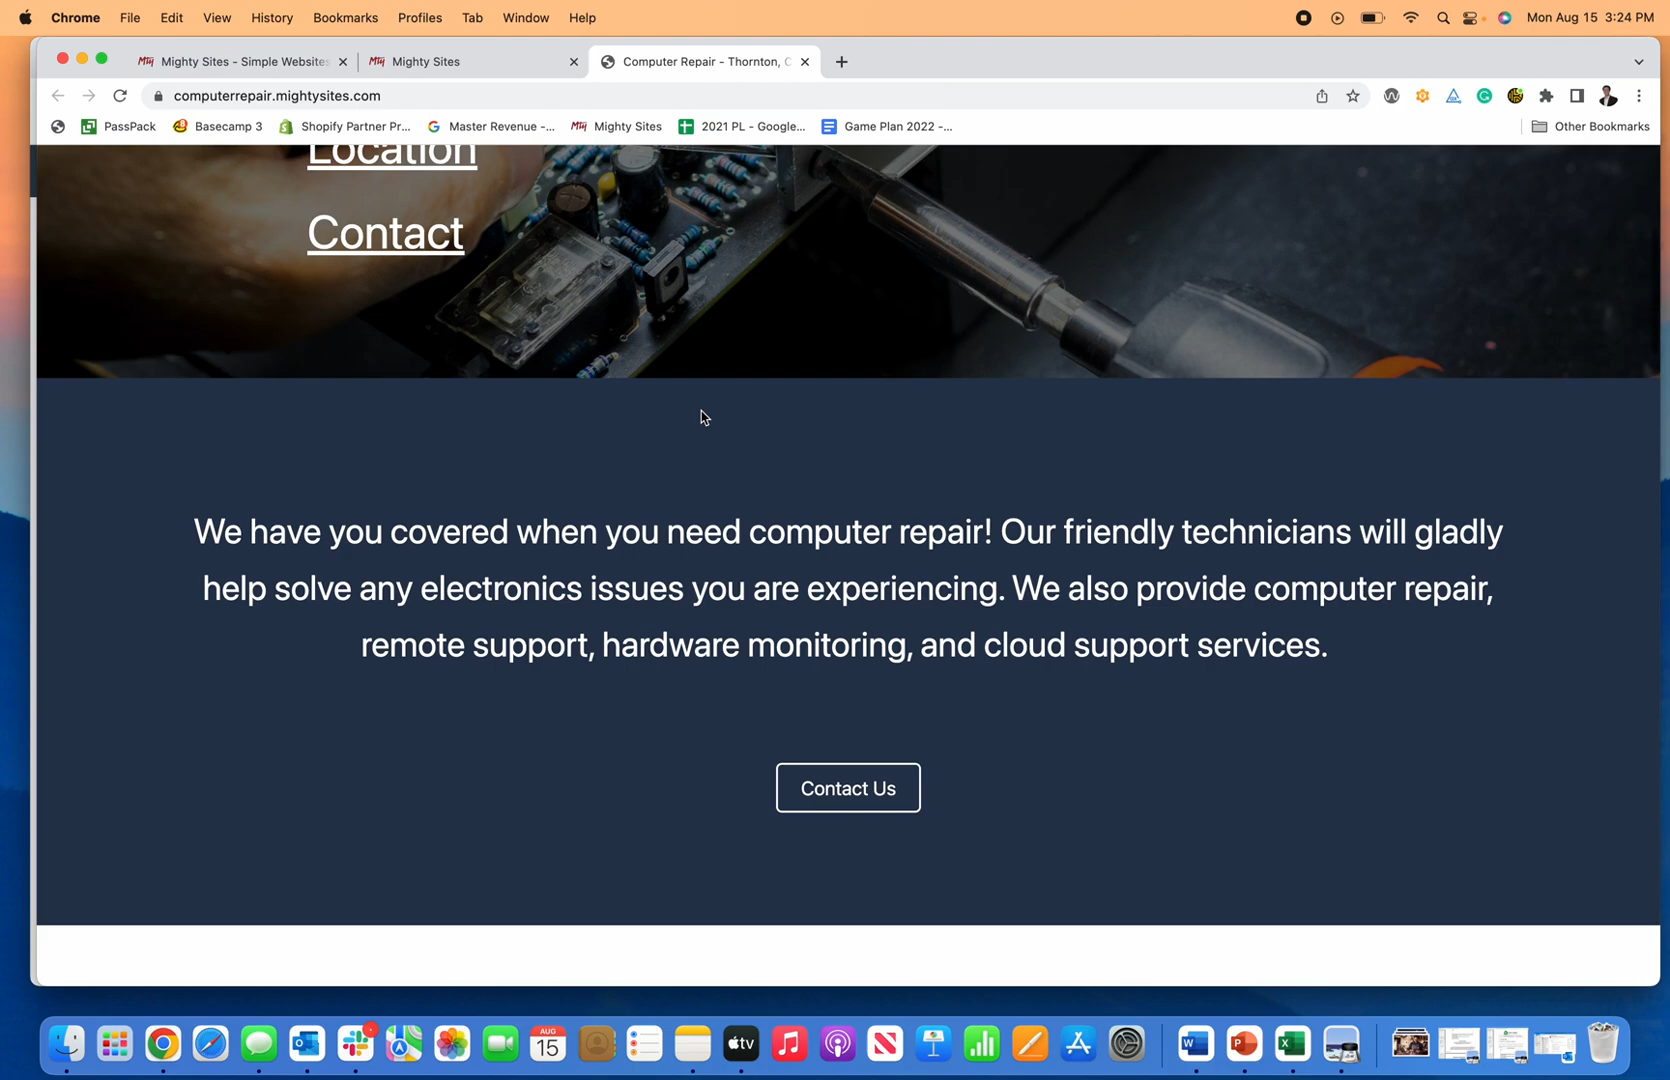 Chrome File Edit View History Bookmarks Profiles Tab Window Help Mon Aug 15 3:24 PM
Mighty Sites - Simple Websites Mighty Sites Computer Repair - Thornton, C
computerrepair.mightysites.com
PassPack Basecamp 3 Shopify Partner Pr... Master Revenue -... Mighty Sites 2021 PL - Google... Game Plan 2022 -... Other Bookmarks
Location
Contact
We have you covered when you need computer repair! Our friendly technicians will gladly
help solve any electronics issues you are experiencing. We also provide computer repair,
remote support, hardware monitoring, and cloud support services.
Contact Us
AUG
15
tv